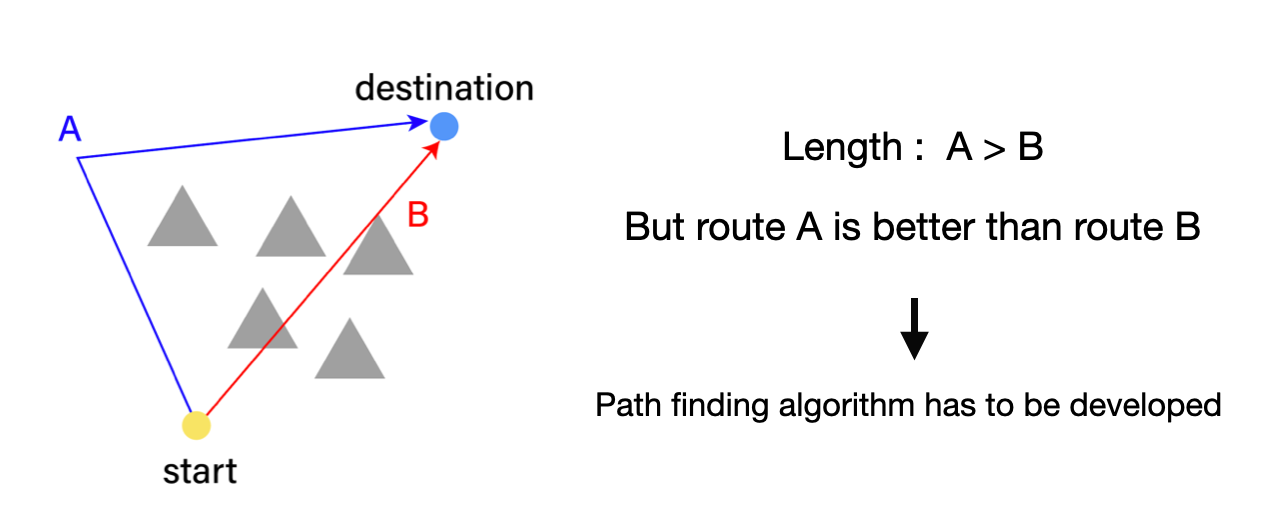 destination
A
B
start
Length : A > B
But route A is better than route B
Path finding algorithm has to be developed